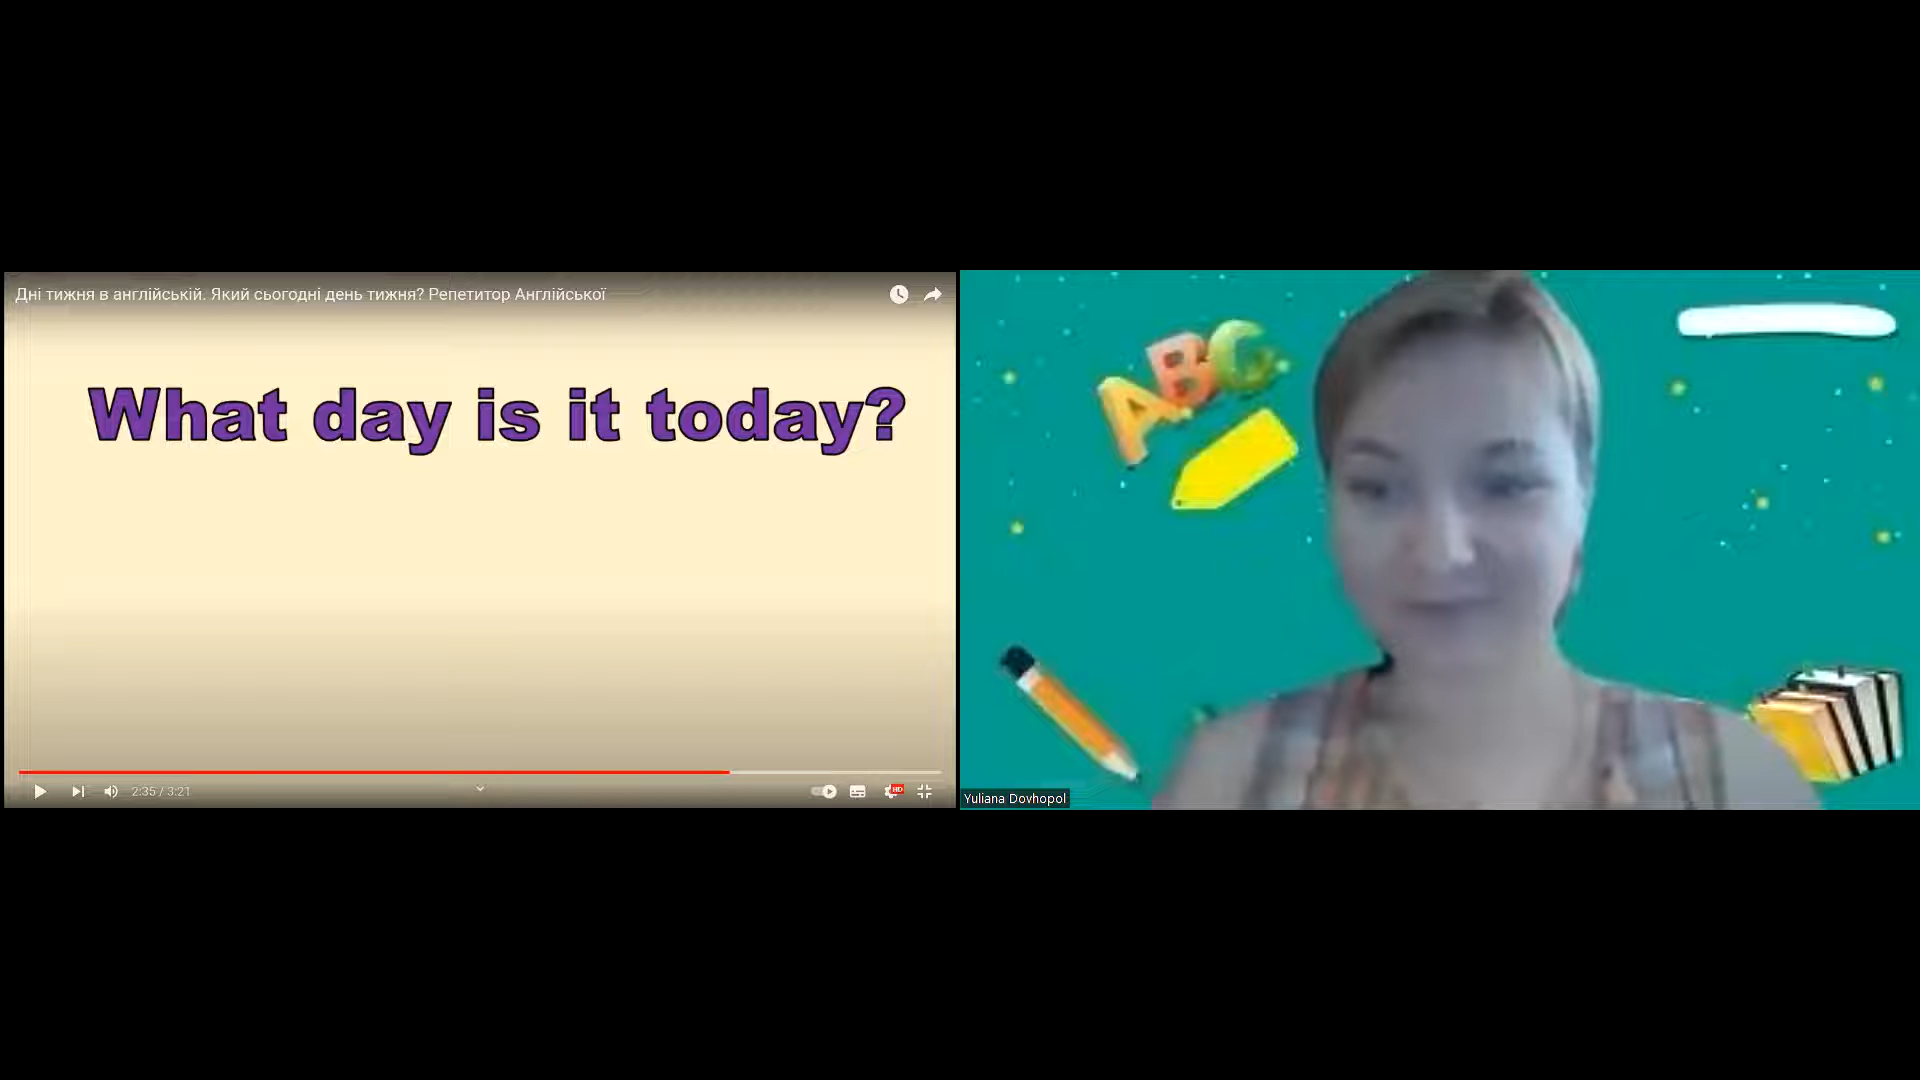 Дні тижня в англійській. Який сьогодні день тижня? Репетитор Англійської
What day is it today?
2:35 / 3:21
HD
ABC
Yuliana Dovhopol